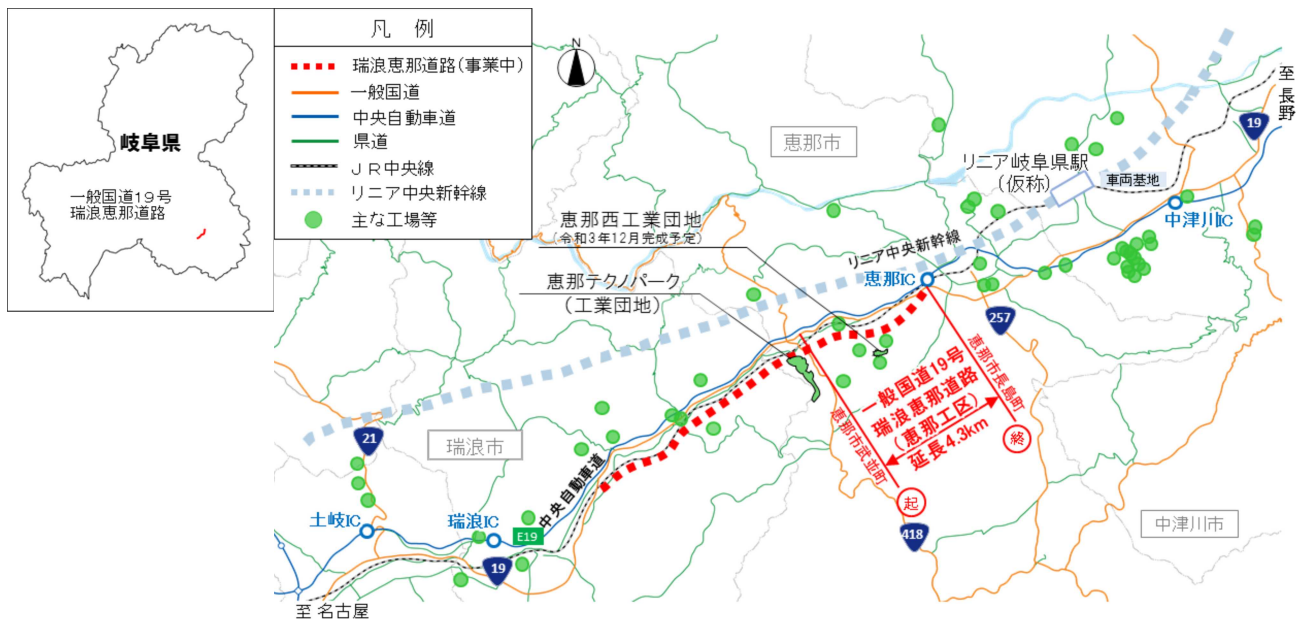 岐阜県
一般国道19号
瑞浪恵那道路
凡 例
瑞浪恵那道路(事業中)
一般国道
中央自動車道
県道
JR中央線
リニア中央新幹線
主な工場等
N
至
長野
19
恵那市
リニア岐阜県駅
(仮称)
車両基地
中津川IC
恵那西工業団地
(令和3年12月完成予定)
リニア中央新幹線
恵那IC
恵那テクノパーク
(工業団地)
257
一般国道19号
瑞浪恵那道路
(恵那工区)
延長4.3km
恵那市長島町
終
恵那市武並町
起
21
瑞浪市
中央自動車道
土岐IC
瑞浪IC
E19
19
418
中津川市
至 名古屋